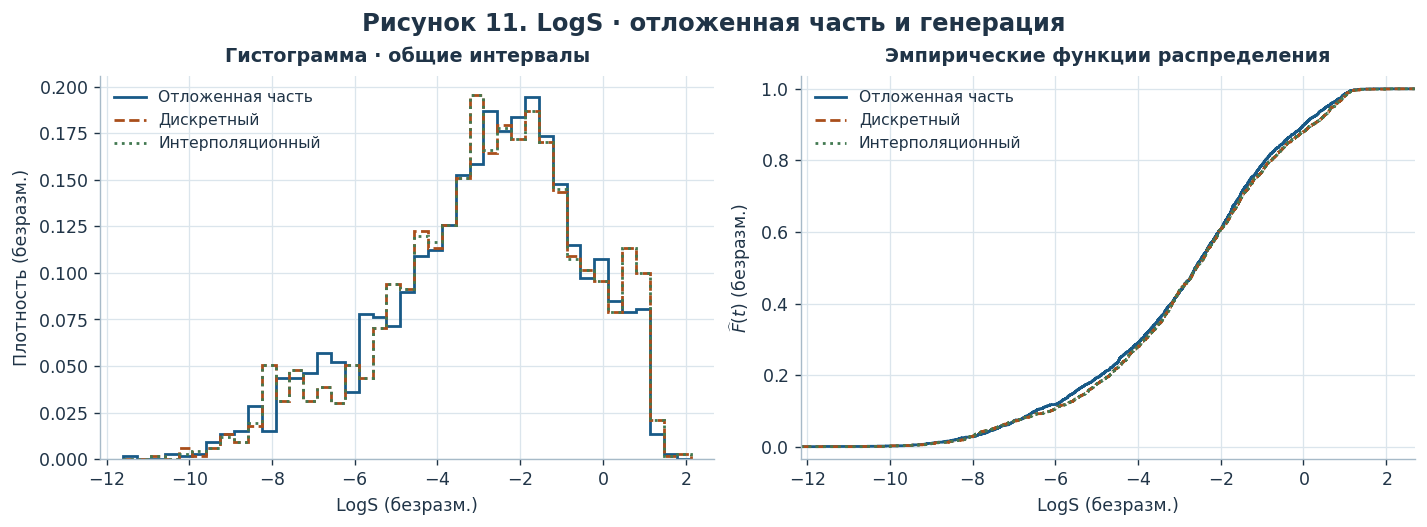 Рисунок 11. LogS · отложенная часть и генерация
Гистограмма · общие интервалы
Плотность (безразм.)
0.200
0.175
0.150
0.125
0.100
0.075
0.050
0.025
0.000
Отложенная часть
Дискретный
Интерполяционный
−12
−10
−8
−6
−4
−2
0
2
LogS (безразм.)
Эмпирические функции распределения
F̂(t) (безразм.)
1.0
0.8
0.6
0.4
0.2
0.0
Отложенная часть
Дискретный
Интерполяционный
−12
−10
−8
−6
−4
−2
0
2
LogS (безразм.)